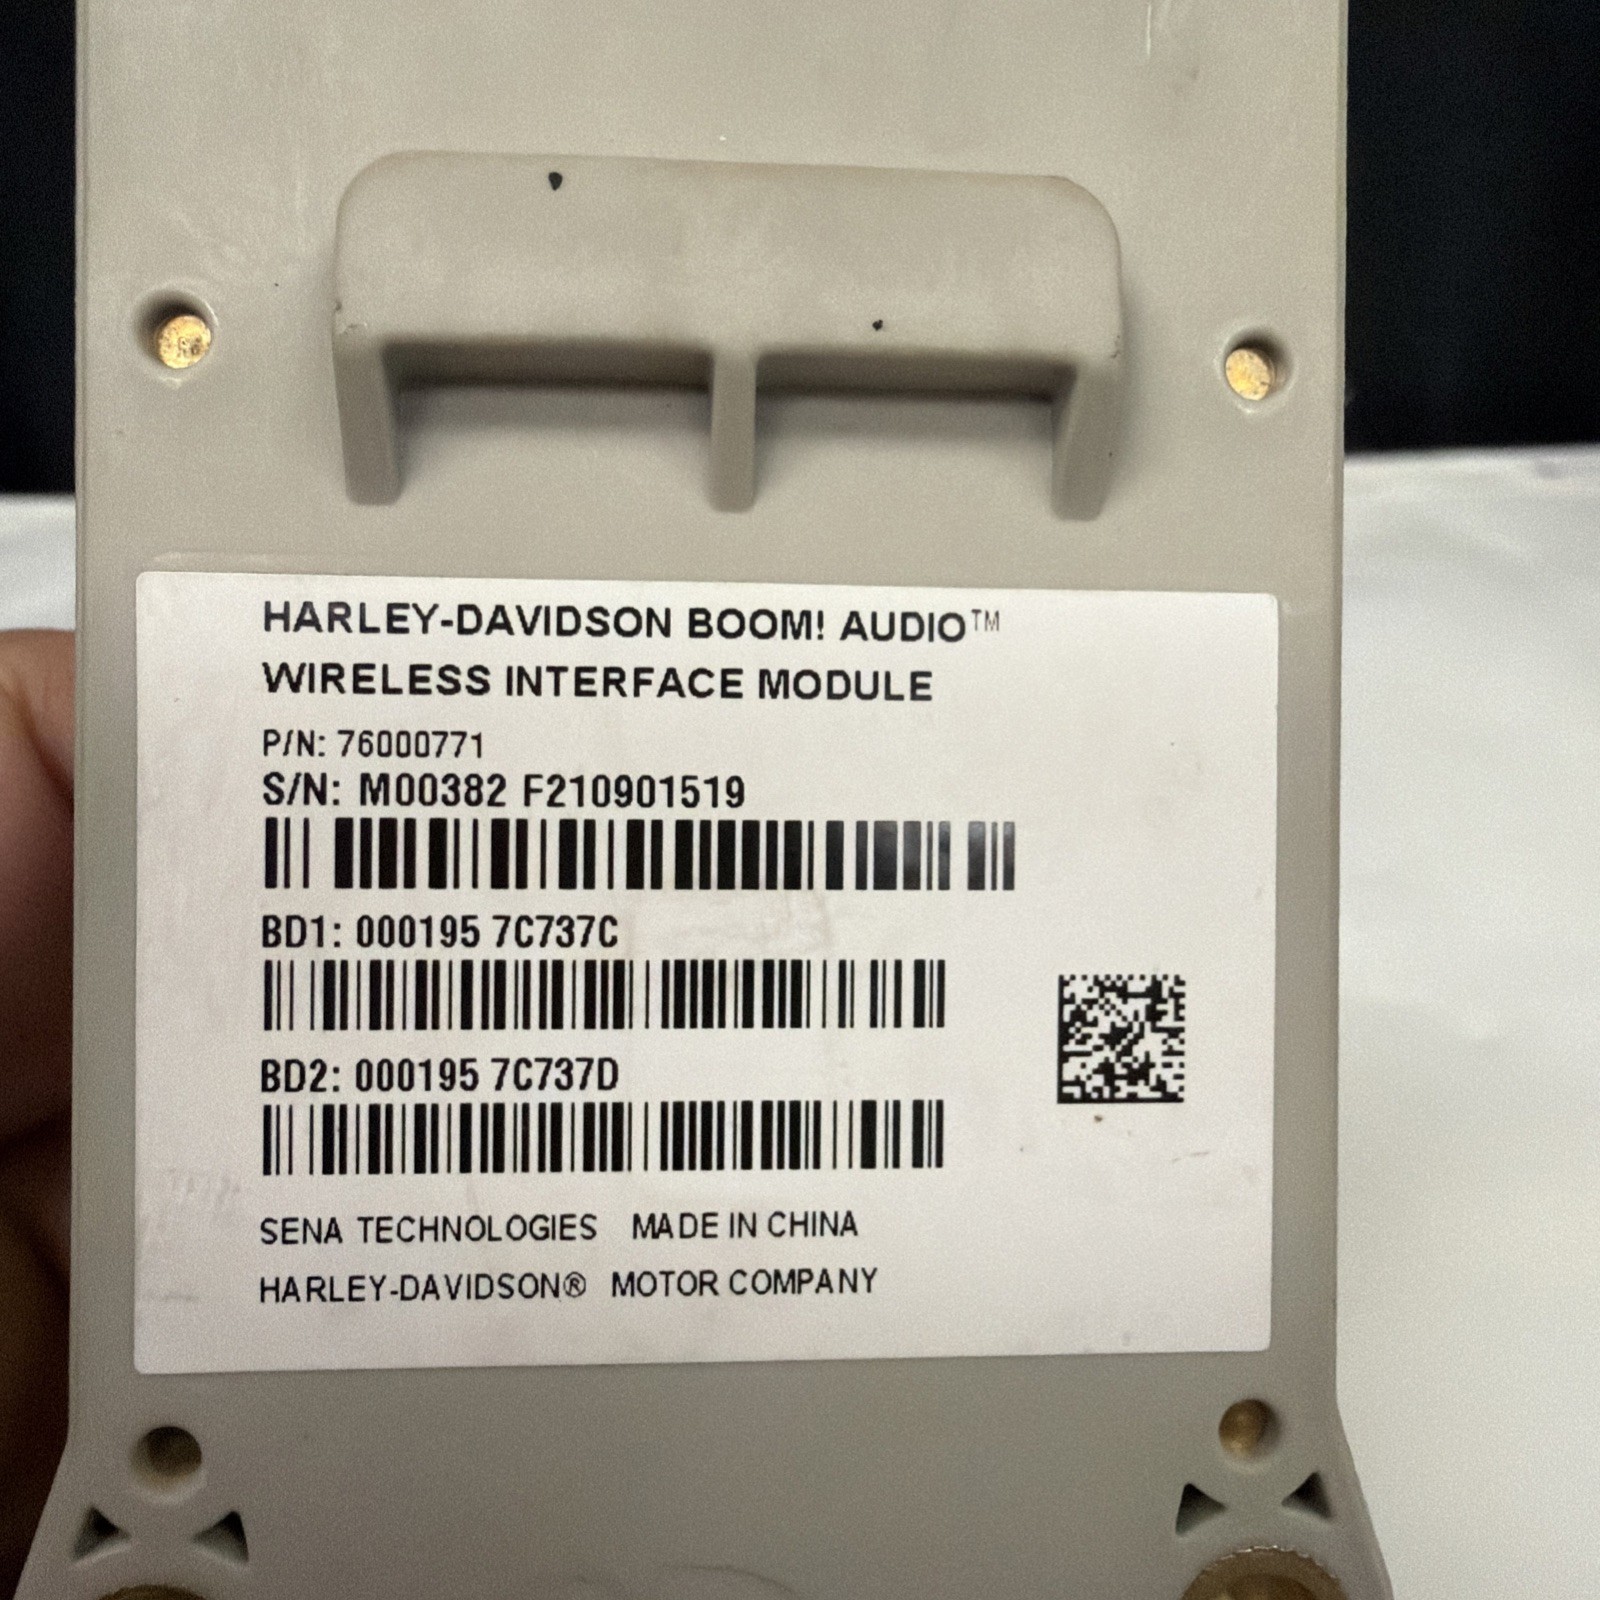 HARLEY-DAVIDSON BOOM! AUDIO™
WIRELESS INTERFACE MODULE
P/N: 76000771
S/N: M00382 F210901519
BD1: 000195 7C737C
BD2: 000195 7C737D
SENA TECHNOLOGIES MADE IN CHINA
HARLEY-DAVIDSON® MOTOR COMPANY